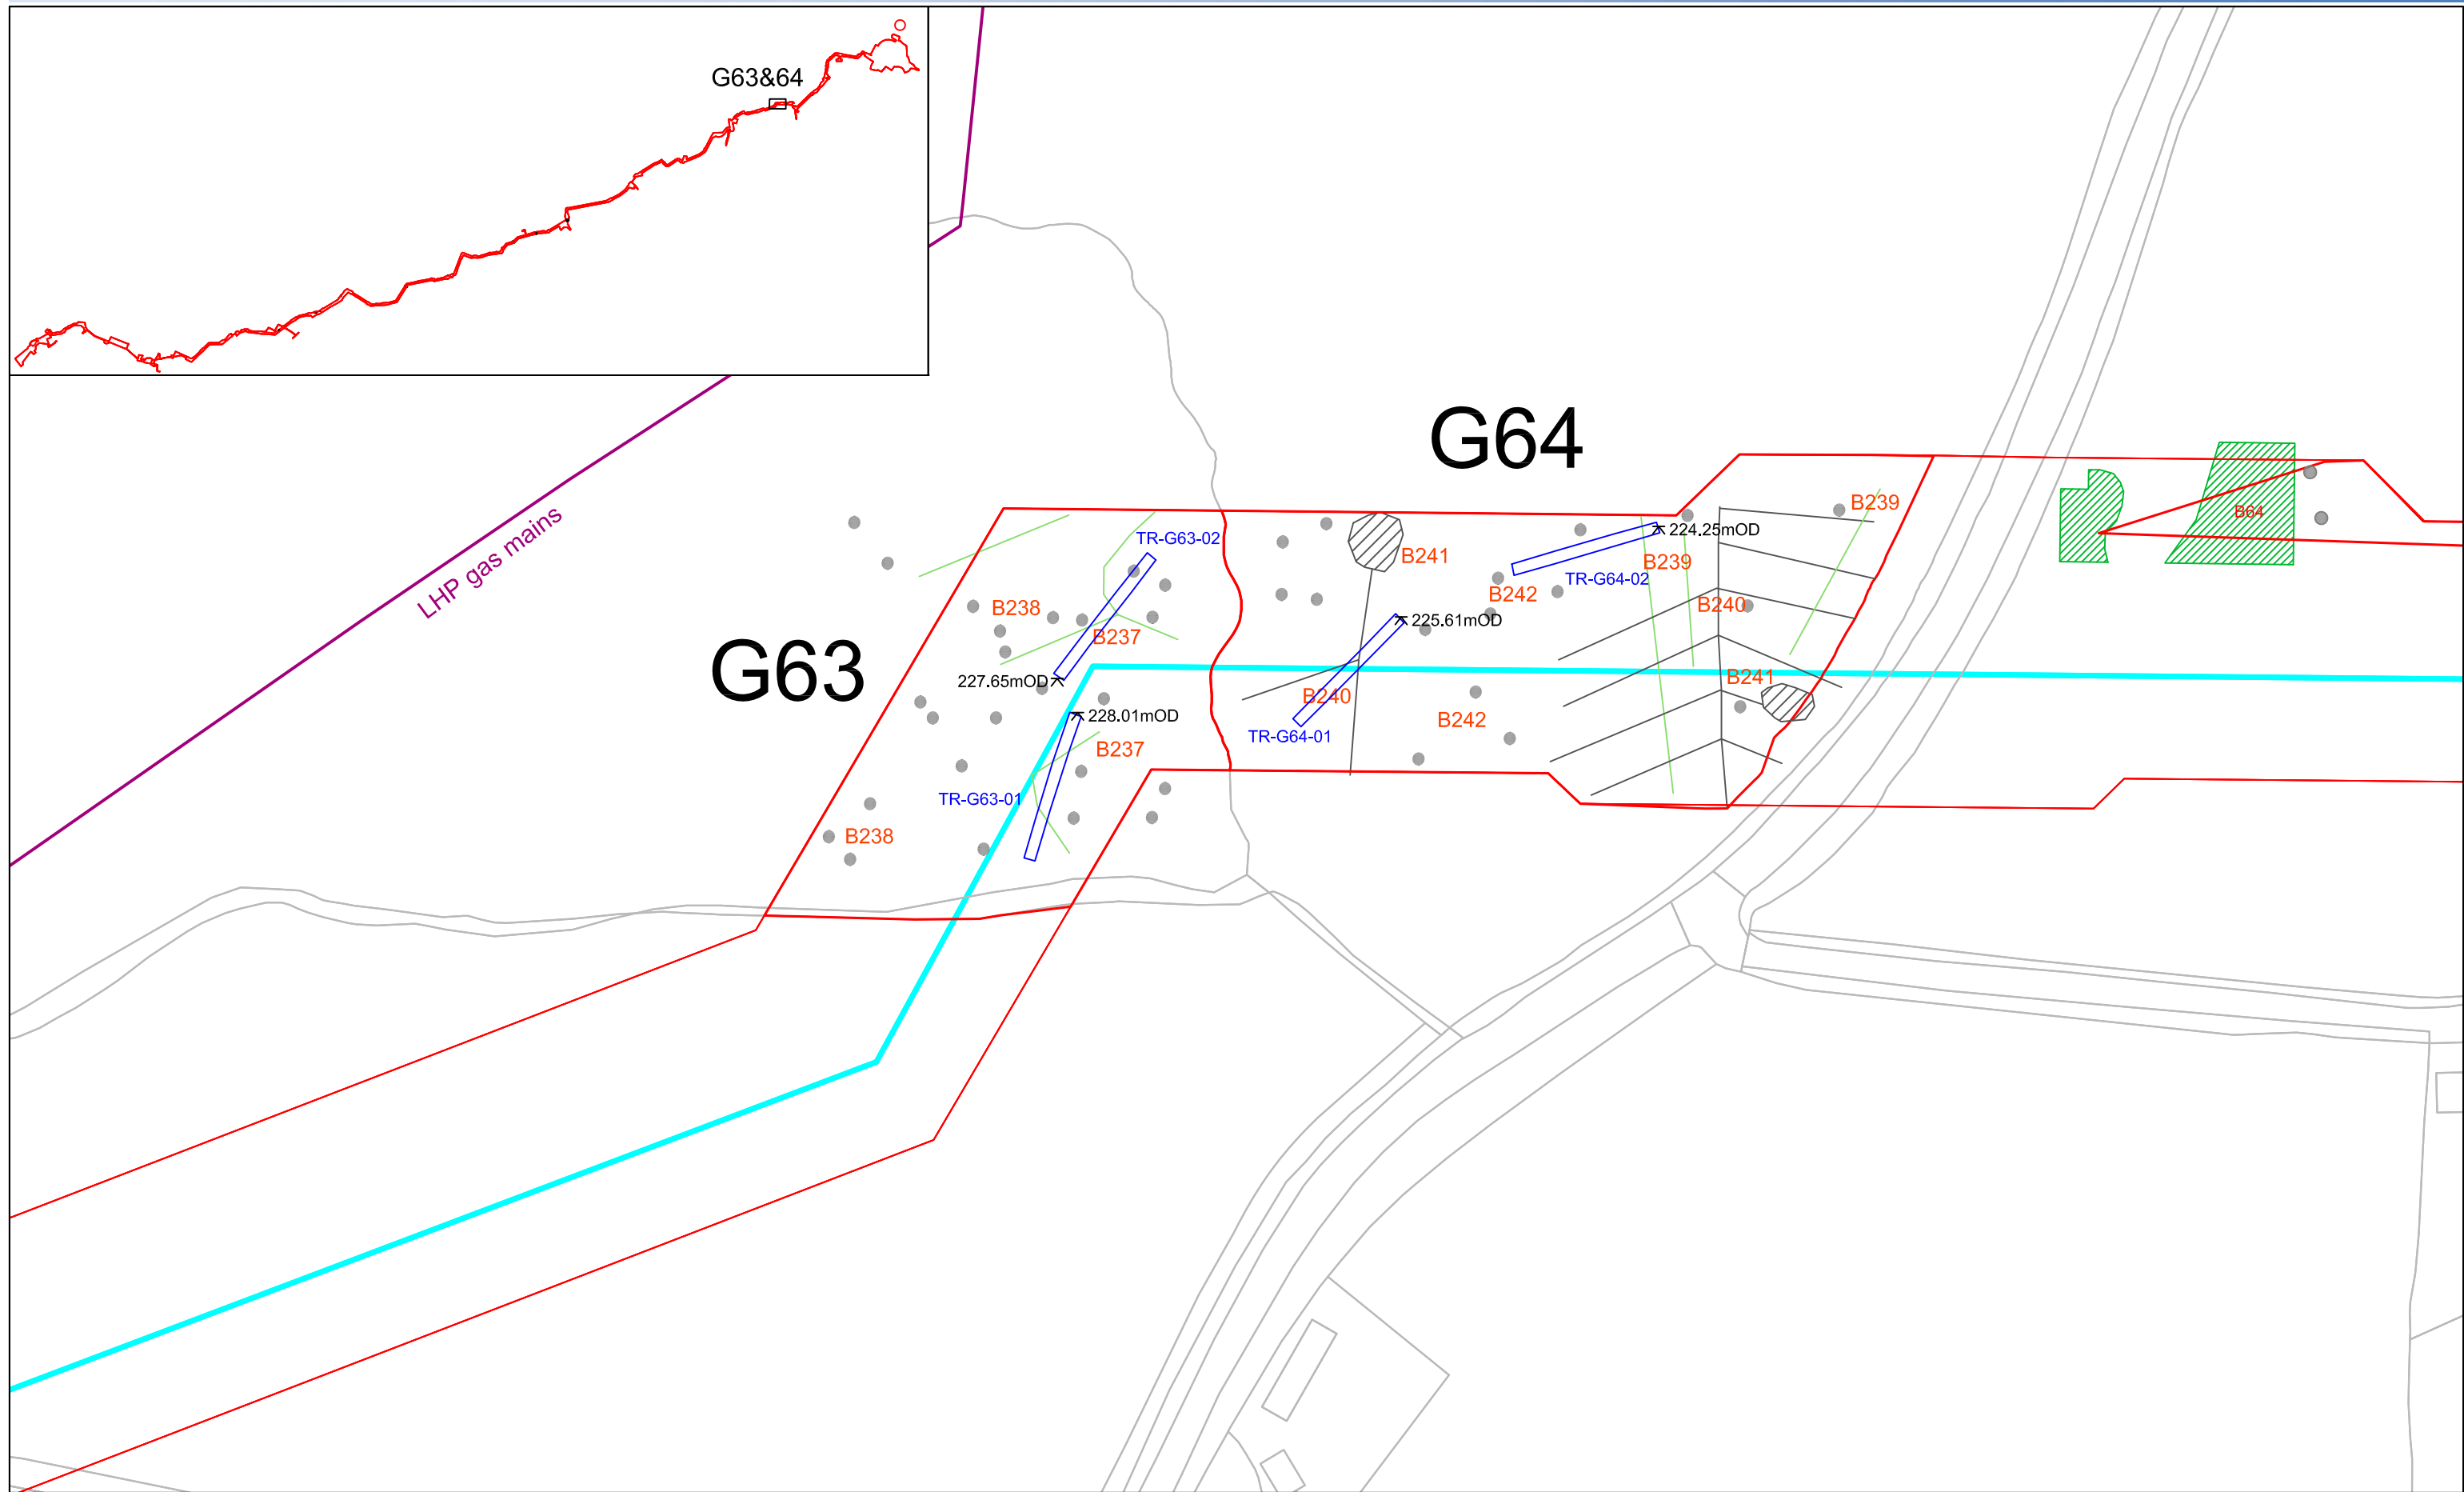 G63&64
G64
B239
B64
LHP gas mains
TR-G63-02
B241
224.25mOD
B239
TR-G64-02
B242
B238
B240
225.61mOD
B237
G63
227.65mOD
B241
B240
228.01mOD
B242
TR-G64-01
B237
TR-G63-01
B238